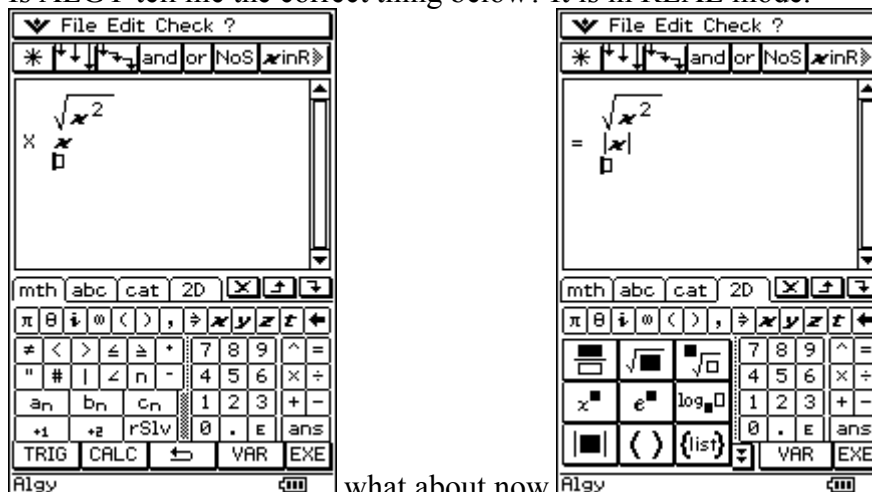 is ALGY tell me the correct thing below? It is in REAL mode.
File Edit Check ?
and or NoS xinR
√x²
X x
mth abc cat 2D
π θ i ∞ ( ) , ⇒ x y z t
≠ < > ≤ ≥ 7 8 9 ^ =
" # | ∠ n - 4 5 6 × ÷
an bn cn 1 2 3 + -
+1 +2 rSlv 0 . E ans
TRIG CALC VAR EXE
Algy
what about now
File Edit Check ?
and or NoS xinR
√x²
= |x|
mth abc cat 2D
π θ i ∞ ( ) , ⇒ x y z t
√ √ 7 8 9 ^ =
x e log 4 5 6 × ÷
1 2 3 + -
| | ( ) {list} 0 . E ans
VAR EXE
Algy